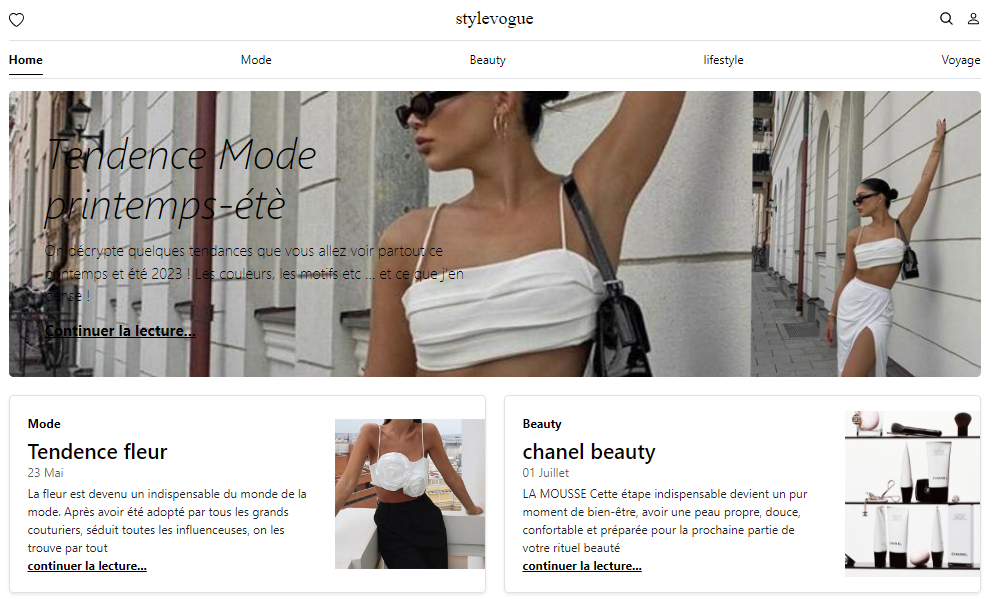 stylevogue
Home Mode Beauty lifestyle Voyage
Tendence Mode
printemps-étè
On décrypte quelques tendances que vous allez voir partout ce
printemps et été 2023 ! Les couleurs, les motifs etc ... et ce que j'en
pense !
Continuer la lecture...
Mode
Tendence fleur
23 Mai
La fleur est devenu un indispensable du monde de la
mode. Après avoir été adopté par tous les grands
couturiers, séduit toutes les influenceuses, on les
trouve par tout
continuer la lecture...
Beauty
chanel beauty
01 Juillet
LA MOUSSE Cette étape indispensable devient un pur
moment de bien-être, avoir une peau propre, douce,
confortable et préparée pour la prochaine partie de
votre rituel beauté
continuer la lecture...
CHANEL
CHANEL
CHANEL